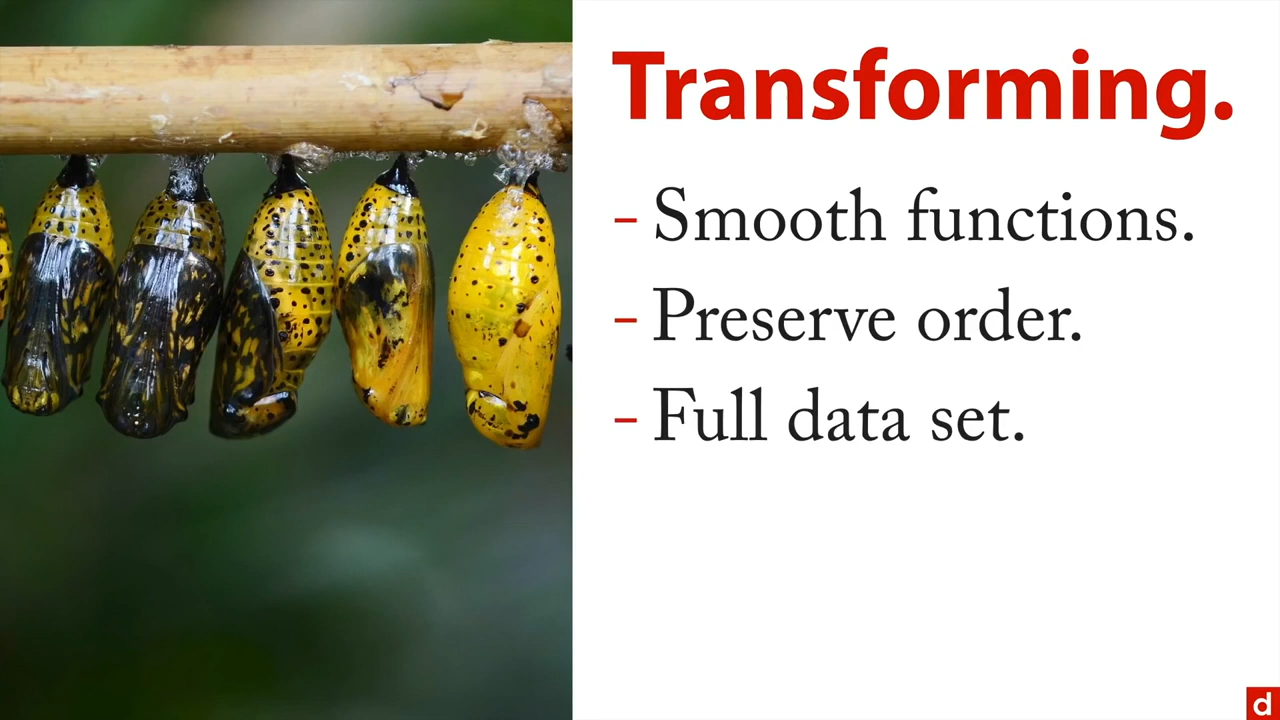 Transforming.
- Smooth functions.
- Preserve order.
- Full data set.
d